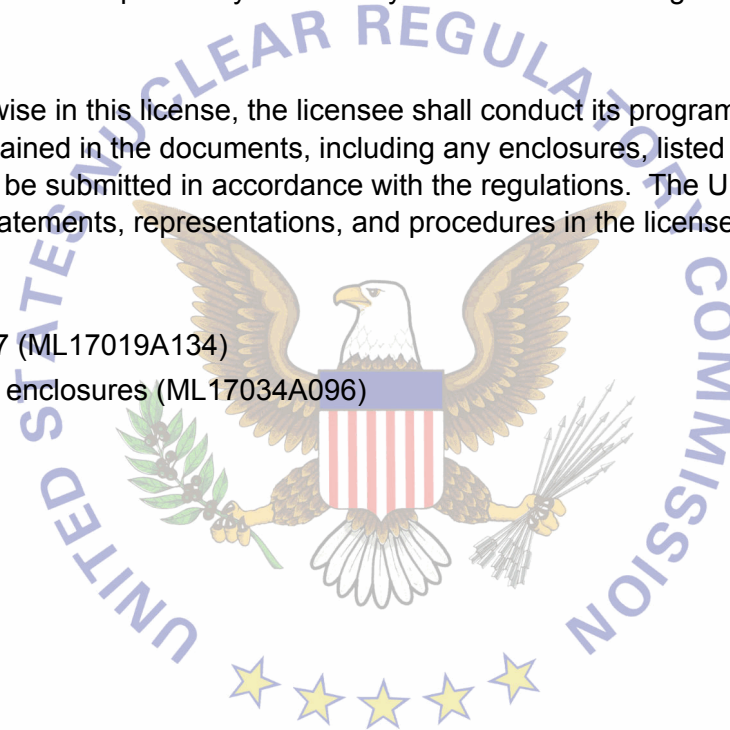 wise in this license, the licensee shall conduct its program
ained in the documents, including any enclosures, listed
be submitted in accordance with the regulations. The U
atements, representations, and procedures in the license
7 (ML17019A134)
enclosures (ML17034A096)
UNITED STATES NUCLEAR REGULATORY COMMISSION